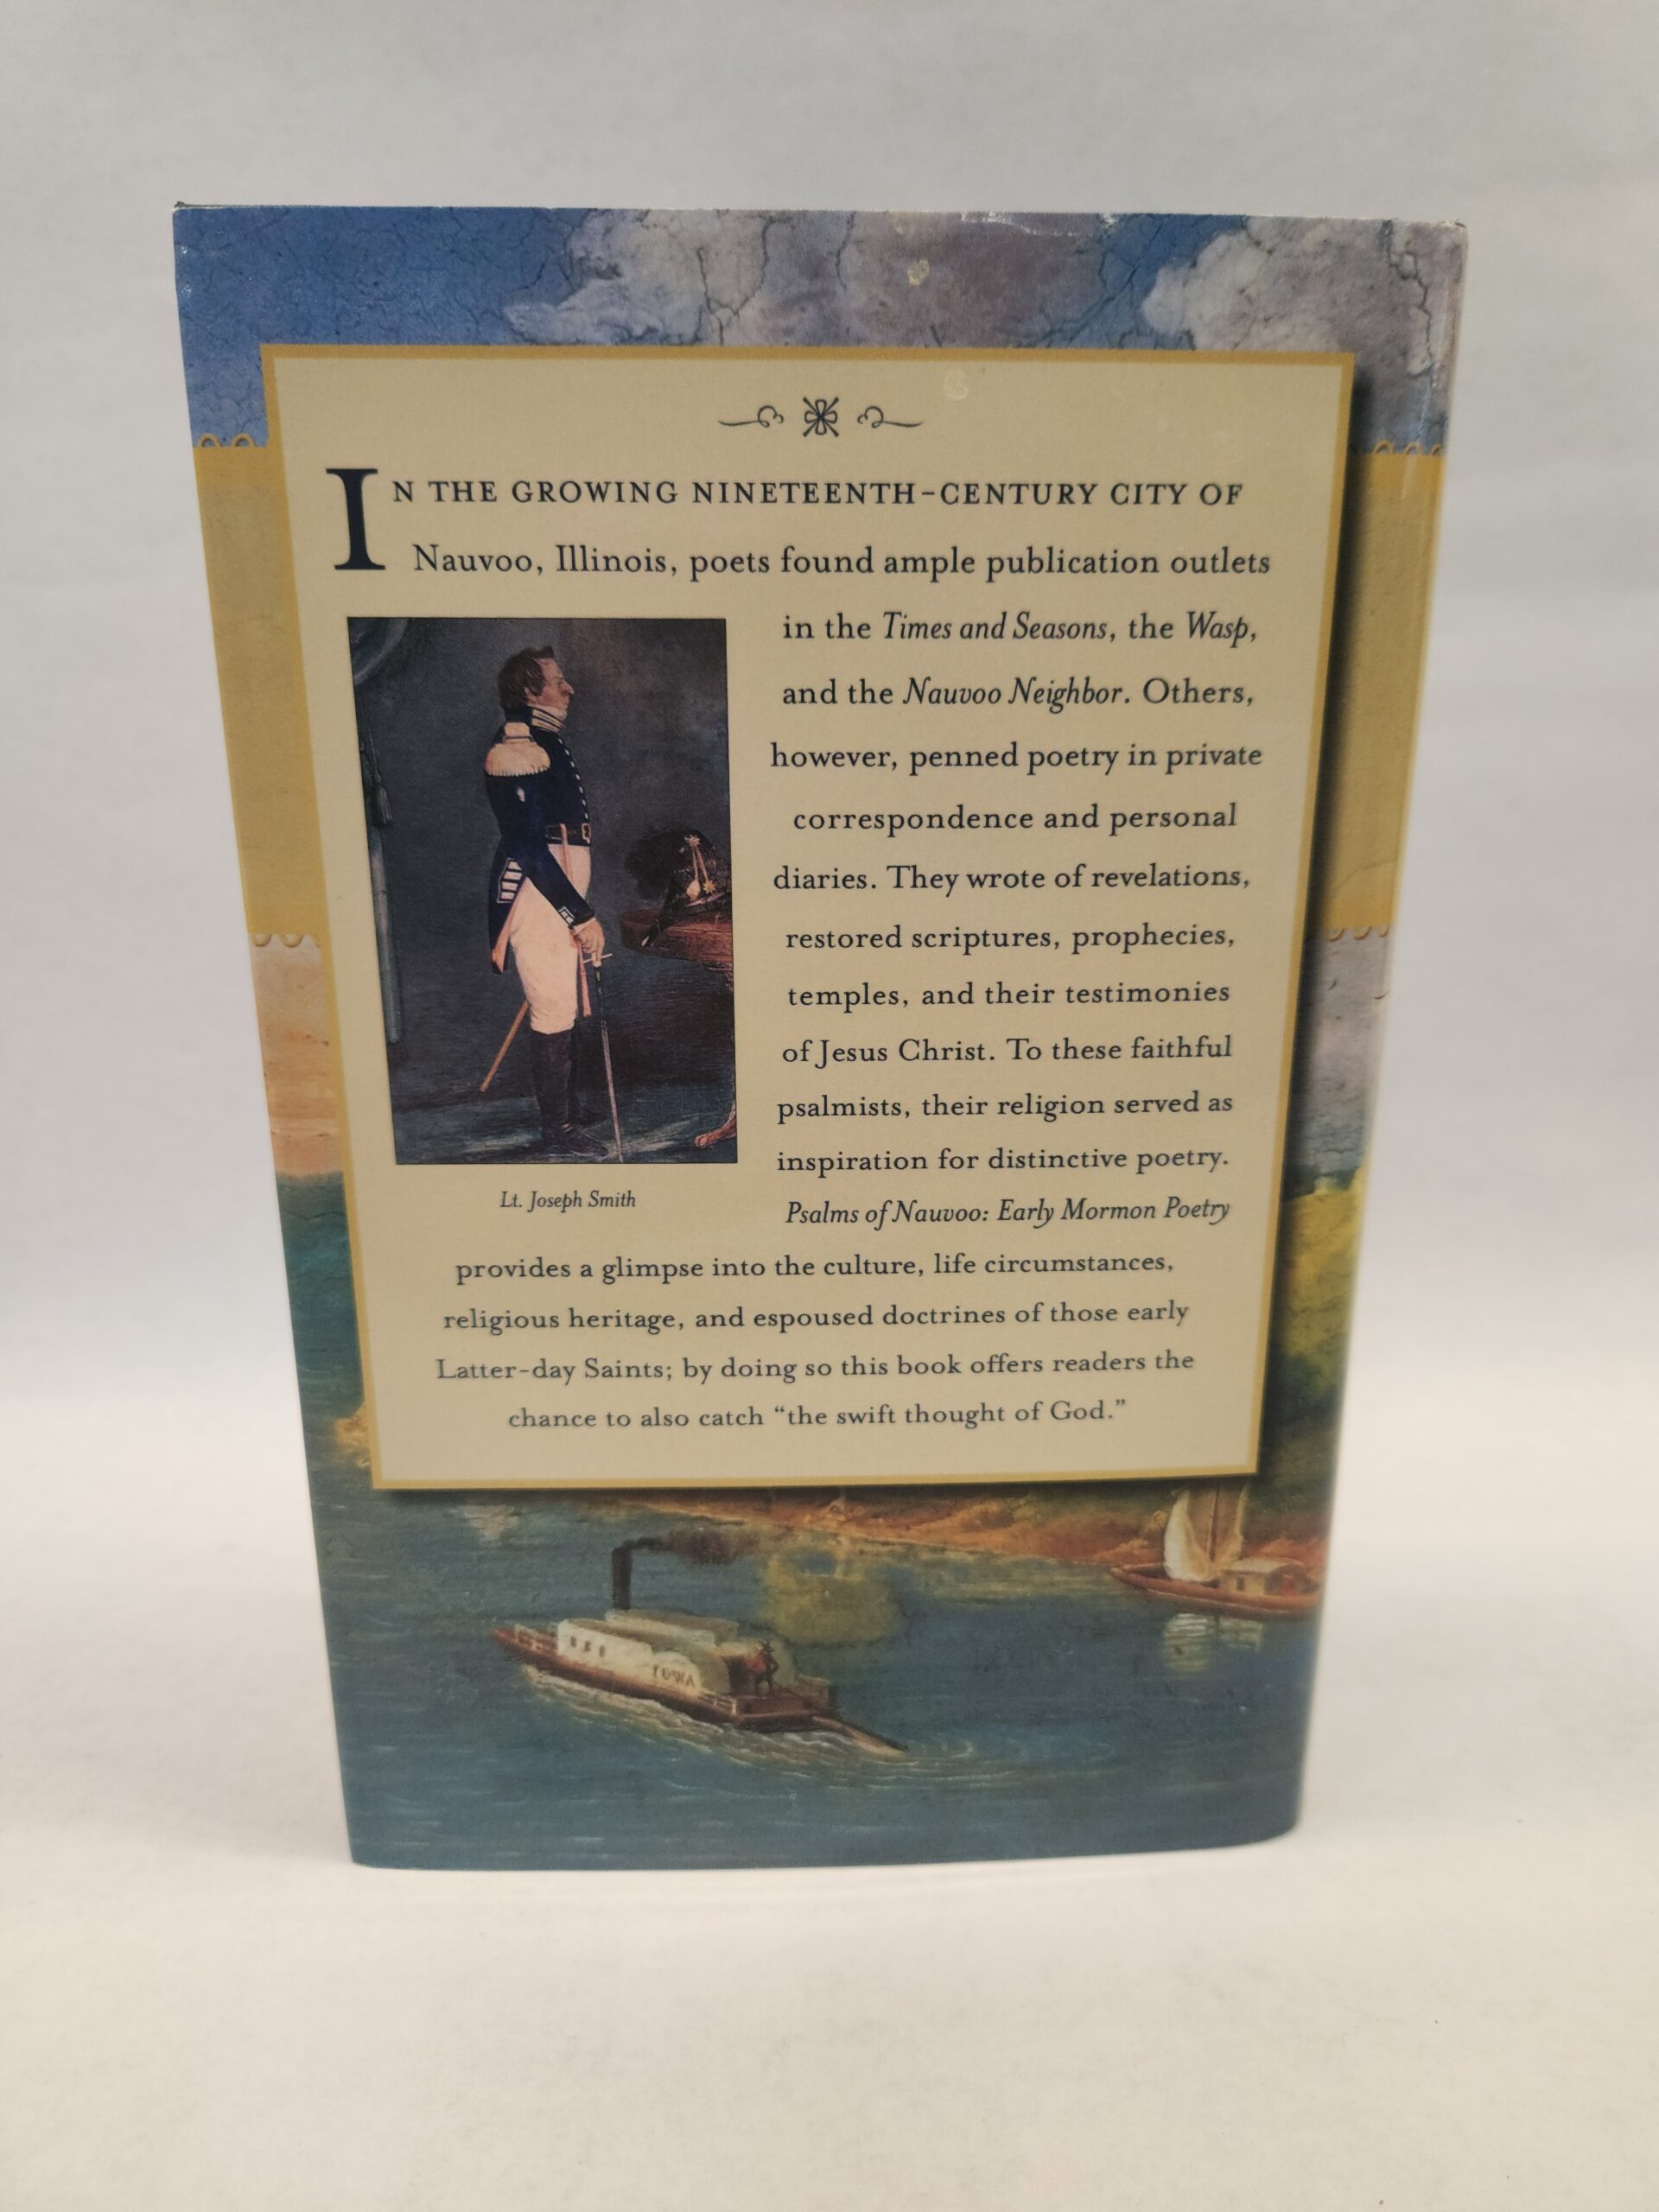 IN THE GROWING NINETEENTH-CENTURY CITY OF
Nauvoo, Illinois, poets found ample publication outlets
in the Times and Seasons, the Wasp,
and the Nauvoo Neighbor. Others,
however, penned poetry in private
correspondence and personal
diaries. They wrote of revelations,
restored scriptures, prophecies,
temples, and their testimonies
of Jesus Christ. To these faithful
psalmists, their religion served as
inspiration for distinctive poetry.
Psalms of Nauvoo: Early Mormon Poetry
provides a glimpse into the culture, life circumstances,
religious heritage, and espoused doctrines of those early
Latter-day Saints; by doing so this book offers readers the
chance to also catch “the swift thought of God.”
Lt. Joseph Smith
IOWA